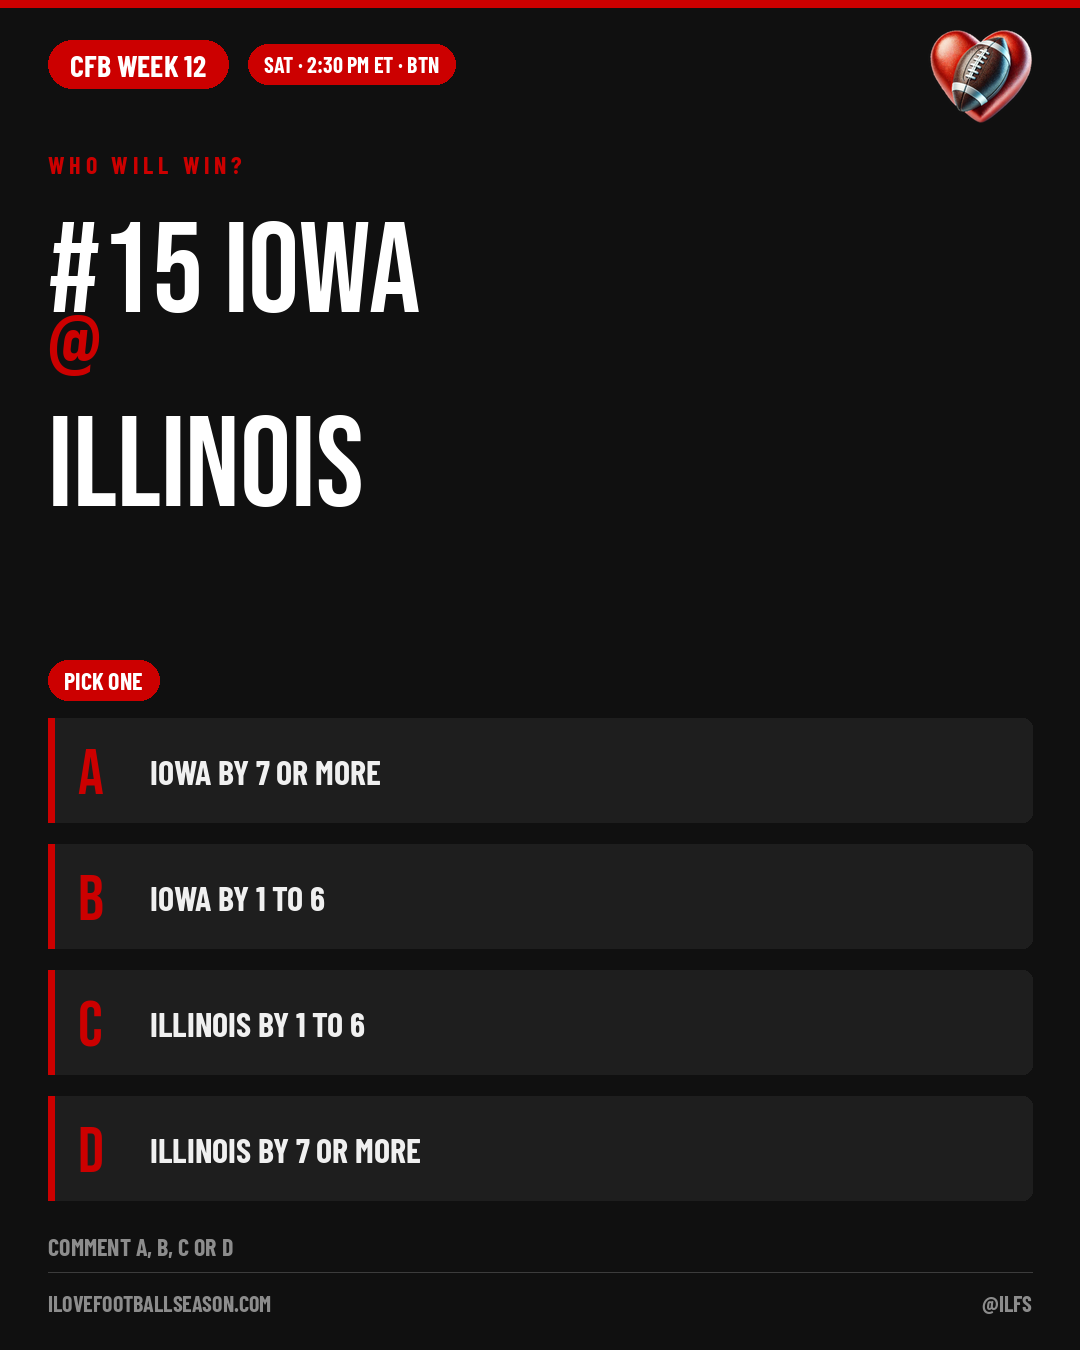 CFB WEEK 12
SAT · 2:30 PM ET · BTN
WHO WILL WIN?
#15 IOWA
@
ILLINOIS
PICK ONE
A IOWA BY 7 OR MORE
B IOWA BY 1 TO 6
C ILLINOIS BY 1 TO 6
D ILLINOIS BY 7 OR MORE
COMMENT A, B, C OR D
ILOVEFOOTBALLSEASON.COM
@ILFS